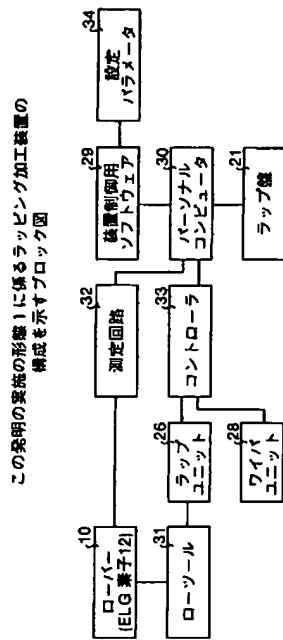 この発明の実施の形態1に係るラッピング加工装置の
構成を示すブロック図
34
設定
パラメータ
29
装置制御用
ソフトウェア
30
パーソナル
コンピュータ
21
ラップ盤
32
測定回路
33
コントローラ
26
ラップ
ユニット
28
ワイパ
ユニット
10
ローバー
(ELG 素子12)
31
ローツール